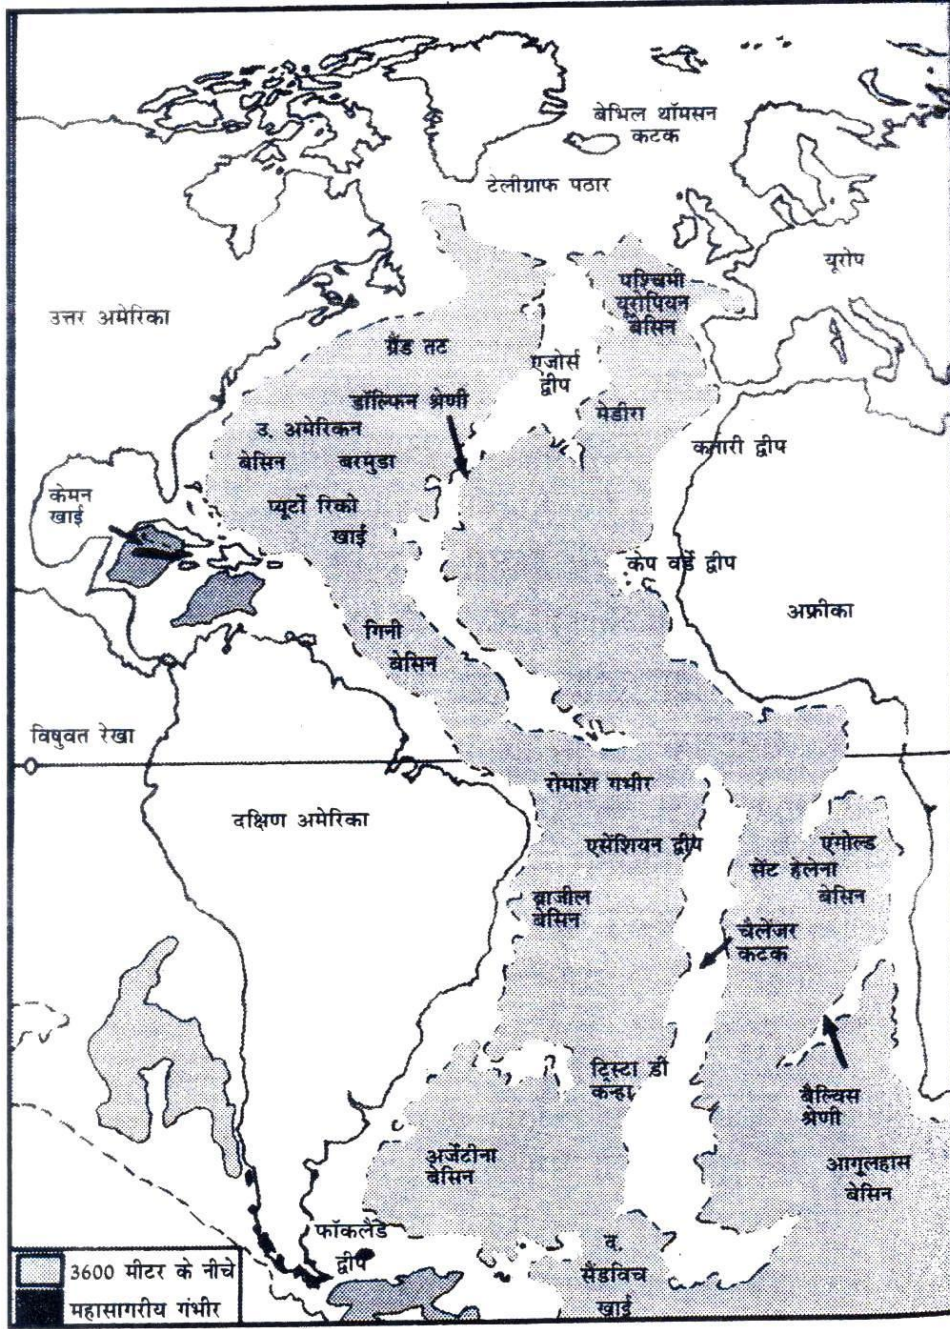 बेभिल थॉमसन
कटक
टेलीग्राफ पठार
यूरोप
पश्चिमी
यूरोपियन
बेसिन
उत्तर अमेरिका
ग्रैंड तट
एजोर्स
द्वीप
डॉल्फिन श्रेणी
मेडीरा
उ. अमेरिकन
बेसिन
बरमुडा
कनारी द्वीप
केमन
खाई
प्यूर्टो रिको
खाई
केप वर्डे द्वीप
अफ्रीका
गिनी
बेसिन
विषुवत रेखा
रोमांश गभीर
दक्षिण अमेरिका
एसेंशियन द्वीप
एंगोल्ड
सेंट हेलेना
बेसिन
ब्राजील
बेसिन
चैलेंजर
कटक
ट्रिस्टा डी
कन्हा
बैल्विस
श्रेणी
अर्जेंटीना
बेसिन
आगुलहास
बेसिन
फॉकलैंड
द्वीप
द.
सैंडविच
खाई
3600 मीटर के नीचे
महासागरीय गंभीर